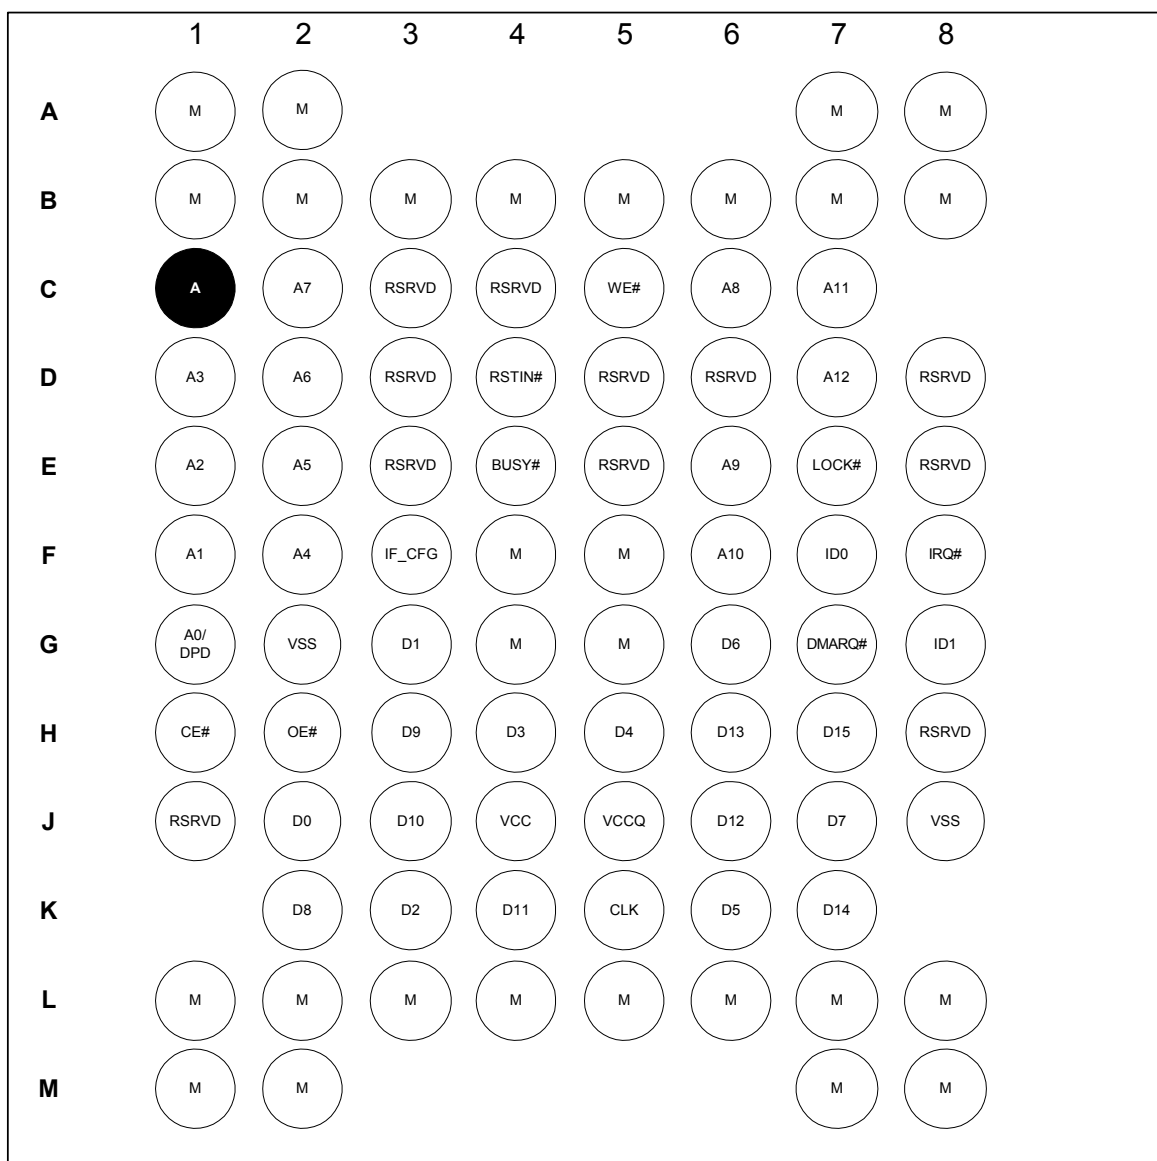 1 2 3 4 5 6 7 8
A M M M M
B M M M M M M M M
C A A7 RSRVD RSRVD WE# A8 A11
D A3 A6 RSRVD RSTIN# RSRVD RSRVD A12 RSRVD
E A2 A5 RSRVD BUSY# RSRVD A9 LOCK# RSRVD
F A1 A4 IF_CFG M M A10 ID0 IRQ#
G A0/ DPD VSS D1 M M D6 DMARQ# ID1
H CE# OE# D9 D3 D4 D13 D15 RSRVD
J RSRVD D0 D10 VCC VCCQ D12 D7 VSS
K D8 D2 D11 CLK D5 D14
L M M M M M M M M
M M M M M